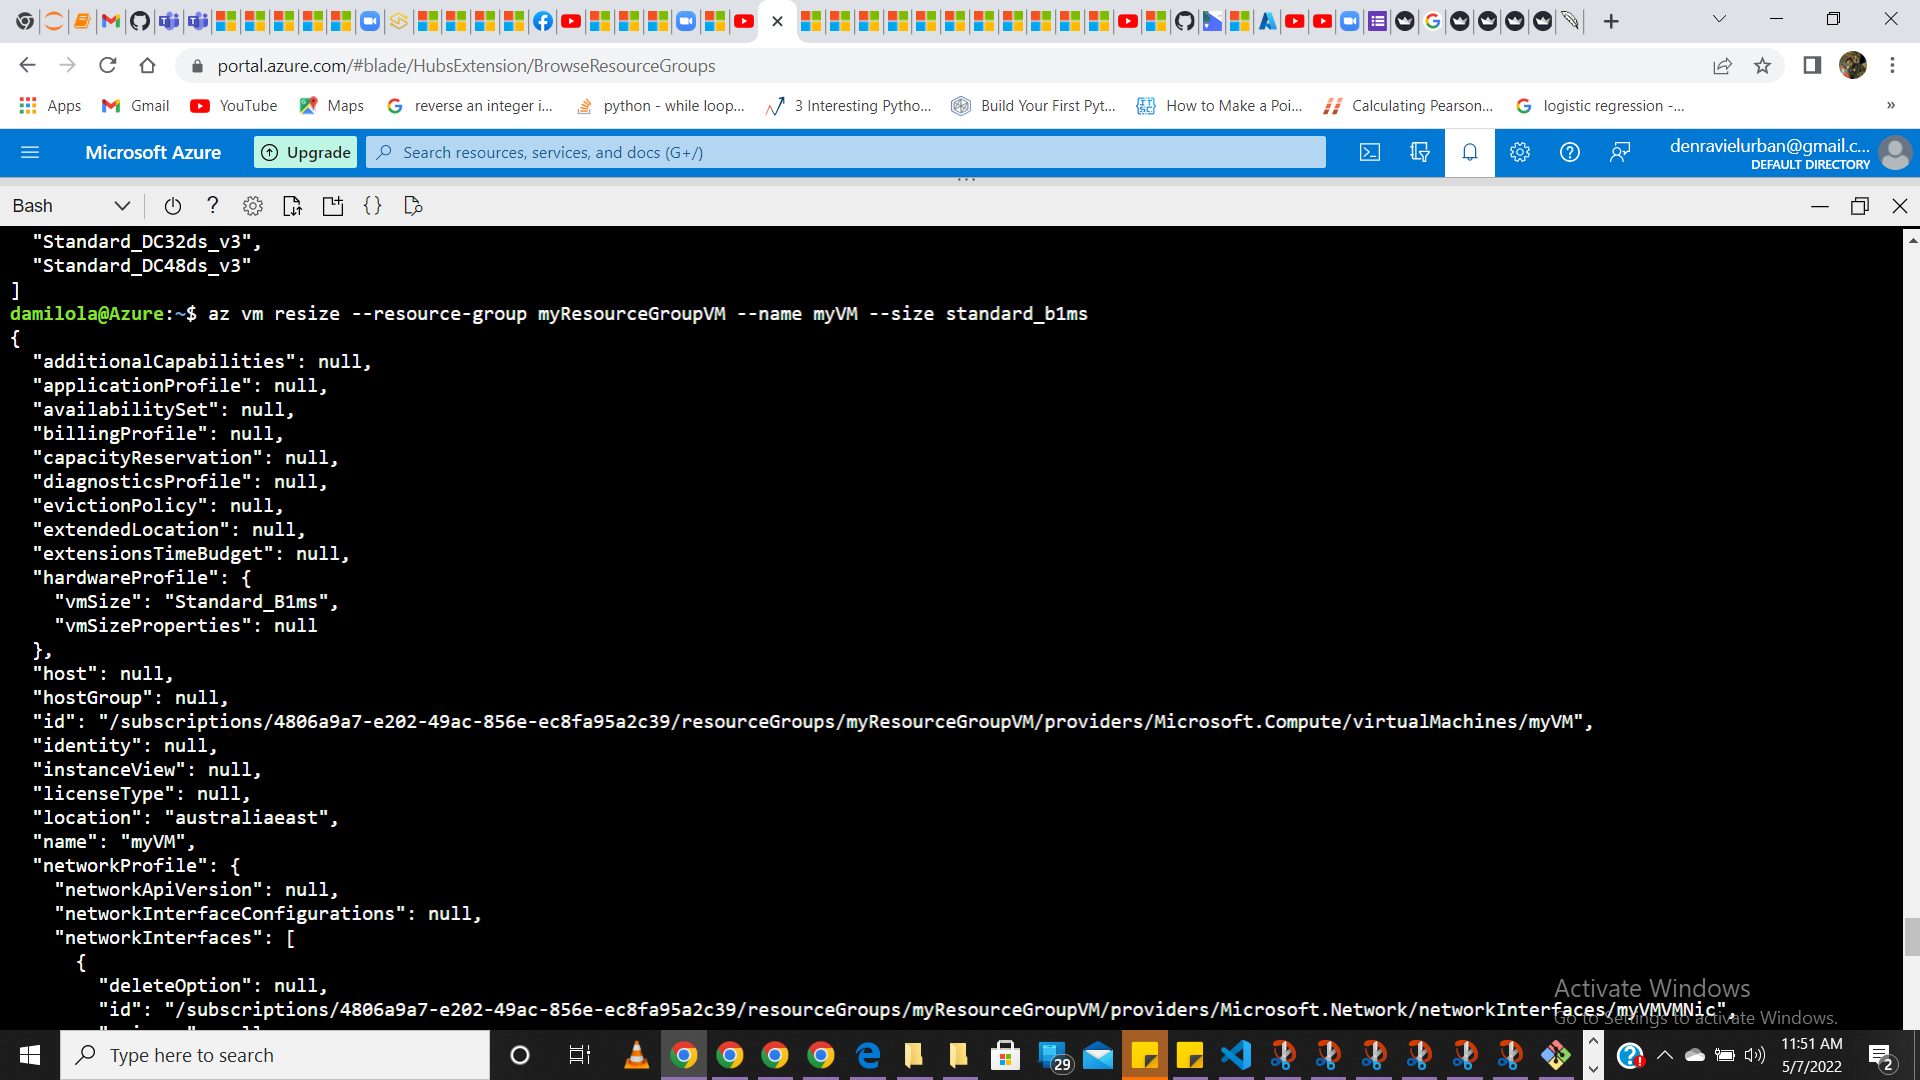 portal.azure.com/#blade/HubsExtension/BrowseResourceGroups
Apps Gmail YouTube Maps reverse an integer i... python - while loop... 3 Interesting Pytho... Build Your First Pyt... How to Make a Poi... Calculating Pearson... logistic regression -... »
Microsoft Azure Upgrade Search resources, services, and docs (G+/) denravielurban@gmail.c...
DEFAULT DIRECTORY
Bash
"Standard_DC32ds_v3",
"Standard_DC48ds_v3"
]
damilola@Azure:~$ az vm resize --resource-group myResourceGroupVM --name myVM --size standard_b1ms
{
"additionalCapabilities": null,
"applicationProfile": null,
"availabilitySet": null,
"billingProfile": null,
"capacityReservation": null,
"diagnosticsProfile": null,
"evictionPolicy": null,
"extendedLocation": null,
"extensionsTimeBudget": null,
"hardwareProfile": {
"vmSize": "Standard_B1ms",
"vmSizeProperties": null
},
"host": null,
"hostGroup": null,
"id": "/subscriptions/4806a9a7-e202-49ac-856e-ec8fa95a2c39/resourceGroups/myResourceGroupVM/providers/Microsoft.Compute/virtualMachines/myVM",
"identity": null,
"instanceView": null,
"licenseType": null,
"location": "australiaeast",
"name": "myVM",
"networkProfile": {
"networkApiVersion": null,
"networkInterfaceConfigurations": null,
"networkInterfaces": [
{
"deleteOption": null,
"id": "/subscriptions/4806a9a7-e202-49ac-856e-ec8fa95a2c39/resourceGroups/myResourceGroupVM/providers/Microsoft.Network/networkInterfaces/myVMVMNic",
Activate Windows
Go to Settings to activate Windows.
Type here to search
29
11:51 AM
5/7/2022
2